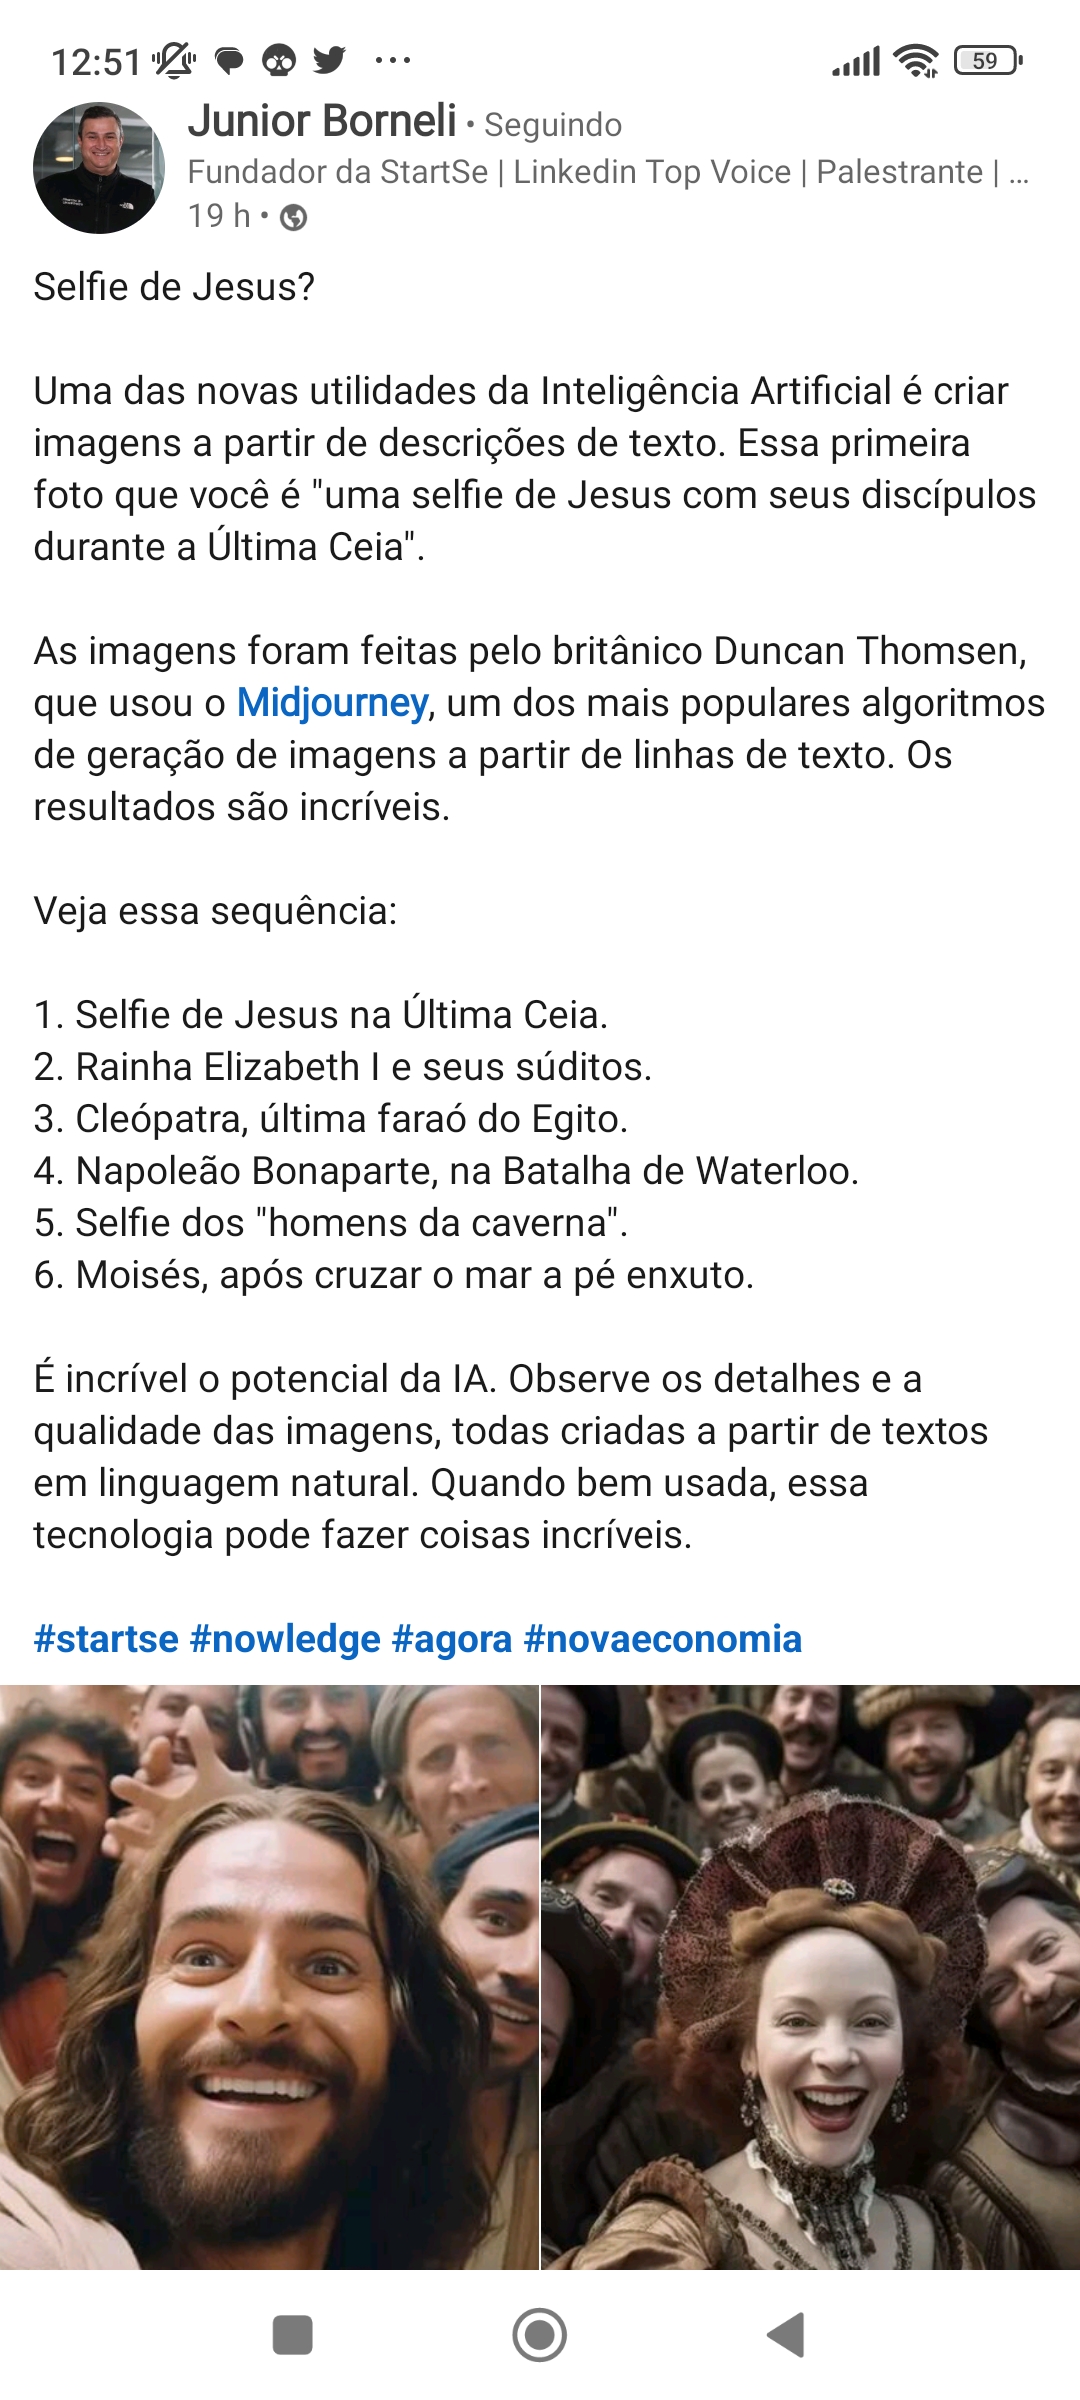 12:51
59
Junior Borneli • Seguindo
Fundador da StartSe | Linkedin Top Voice | Palestrante | ...
19 h •
Selfie de Jesus?
Uma das novas utilidades da Inteligência Artificial é criar
imagens a partir de descrições de texto. Essa primeira
foto que você é "uma selfie de Jesus com seus discípulos
durante a Última Ceia".
As imagens foram feitas pelo britânico Duncan Thomsen,
que usou o Midjourney, um dos mais populares algoritmos
de geração de imagens a partir de linhas de texto. Os
resultados são incríveis.
Veja essa sequência:
1. Selfie de Jesus na Última Ceia.
2. Rainha Elizabeth I e seus súditos.
3. Cleópatra, última faraó do Egito.
4. Napoleão Bonaparte, na Batalha de Waterloo.
5. Selfie dos "homens da caverna".
6. Moisés, após cruzar o mar a pé enxuto.
É incrível o potencial da IA. Observe os detalhes e a
qualidade das imagens, todas criadas a partir de textos
em linguagem natural. Quando bem usada, essa
tecnologia pode fazer coisas incríveis.
#startse #nowledge #agora #novaeconomia